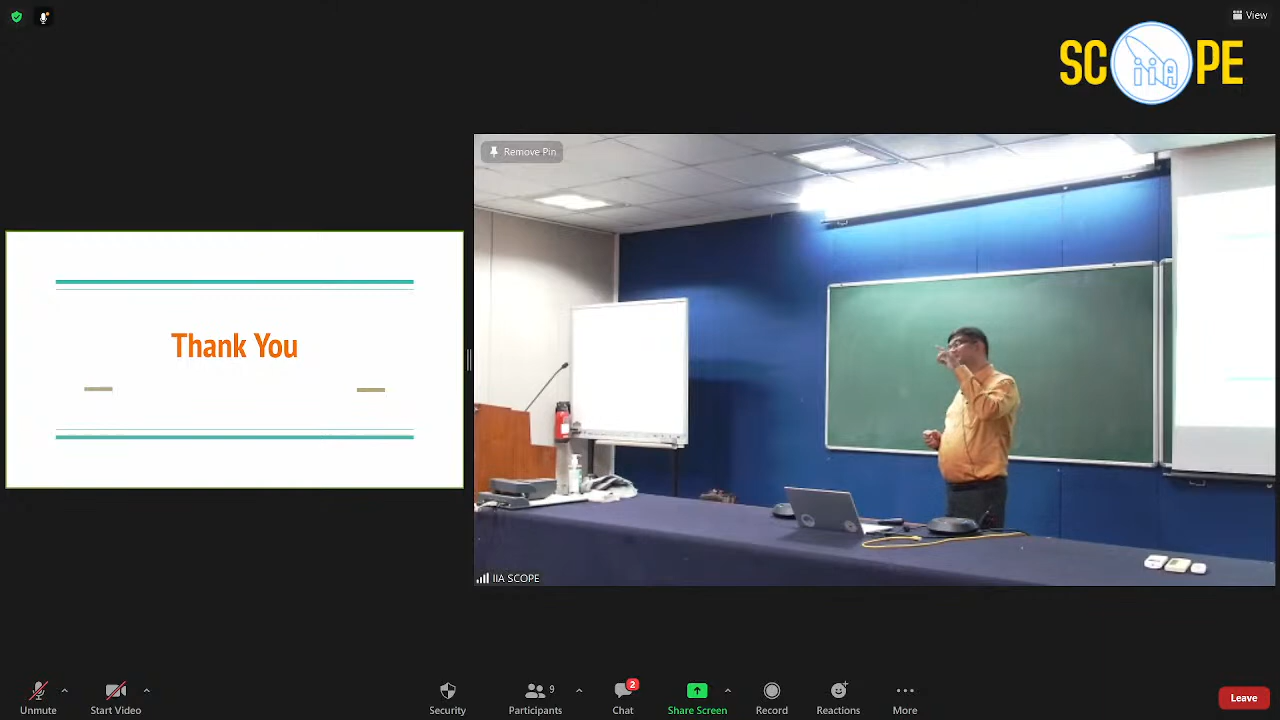 View
SC iiA PE
Remove Pin
Thank You
IIA SCOPE
Unmute
Start Video
Security
9
Participants
2
Chat
Share Screen
Record
Reactions
More
Leave